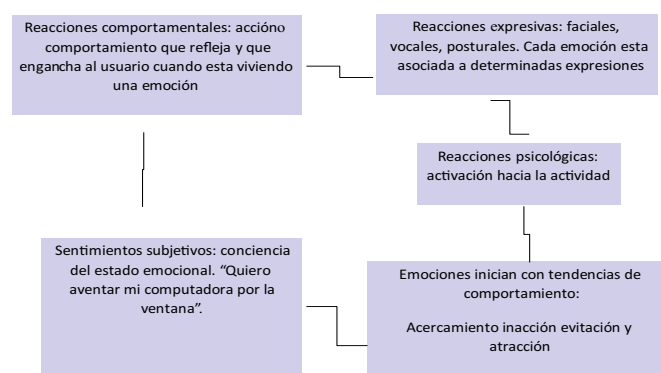 Reacciones comportamentales: accióno
comportamiento que refleja y que
engancha al usuario cuando esta viviendo
una emoción
Reacciones expresivas: faciales,
vocales, posturales. Cada emoción esta
asociada a determinadas expresiones
Reacciones psicológicas:
activación hacia la actividad
Sentimientos subjetivos: conciencia
del estado emocional. “Quiero
aventar mi computadora por la
ventana”.
Emociones inician con tendencias de
comportamiento:
Acercamiento inacción evitación y
atracción